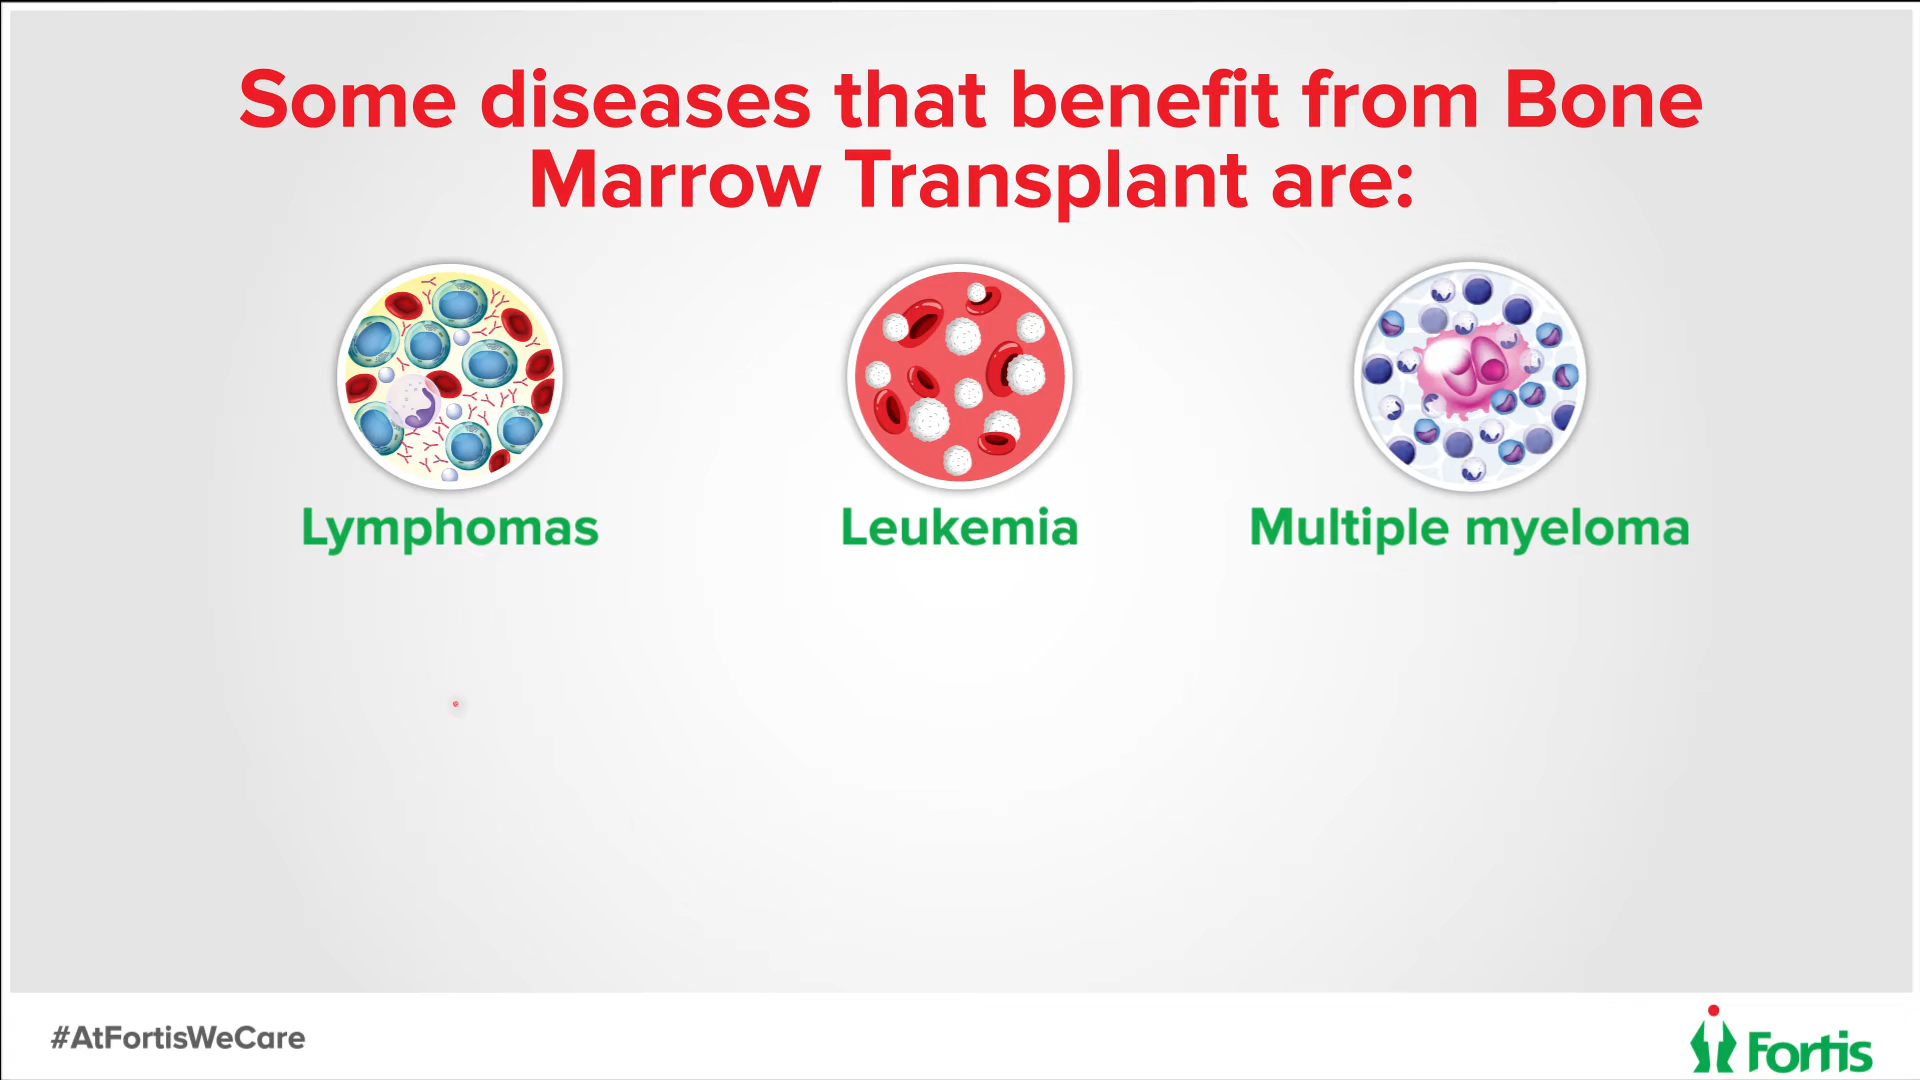 Some diseases that benefit from Bone
Marrow Transplant are:
Lymphomas
Leukemia
Multiple myeloma
#AtFortisWeCare
Fortis